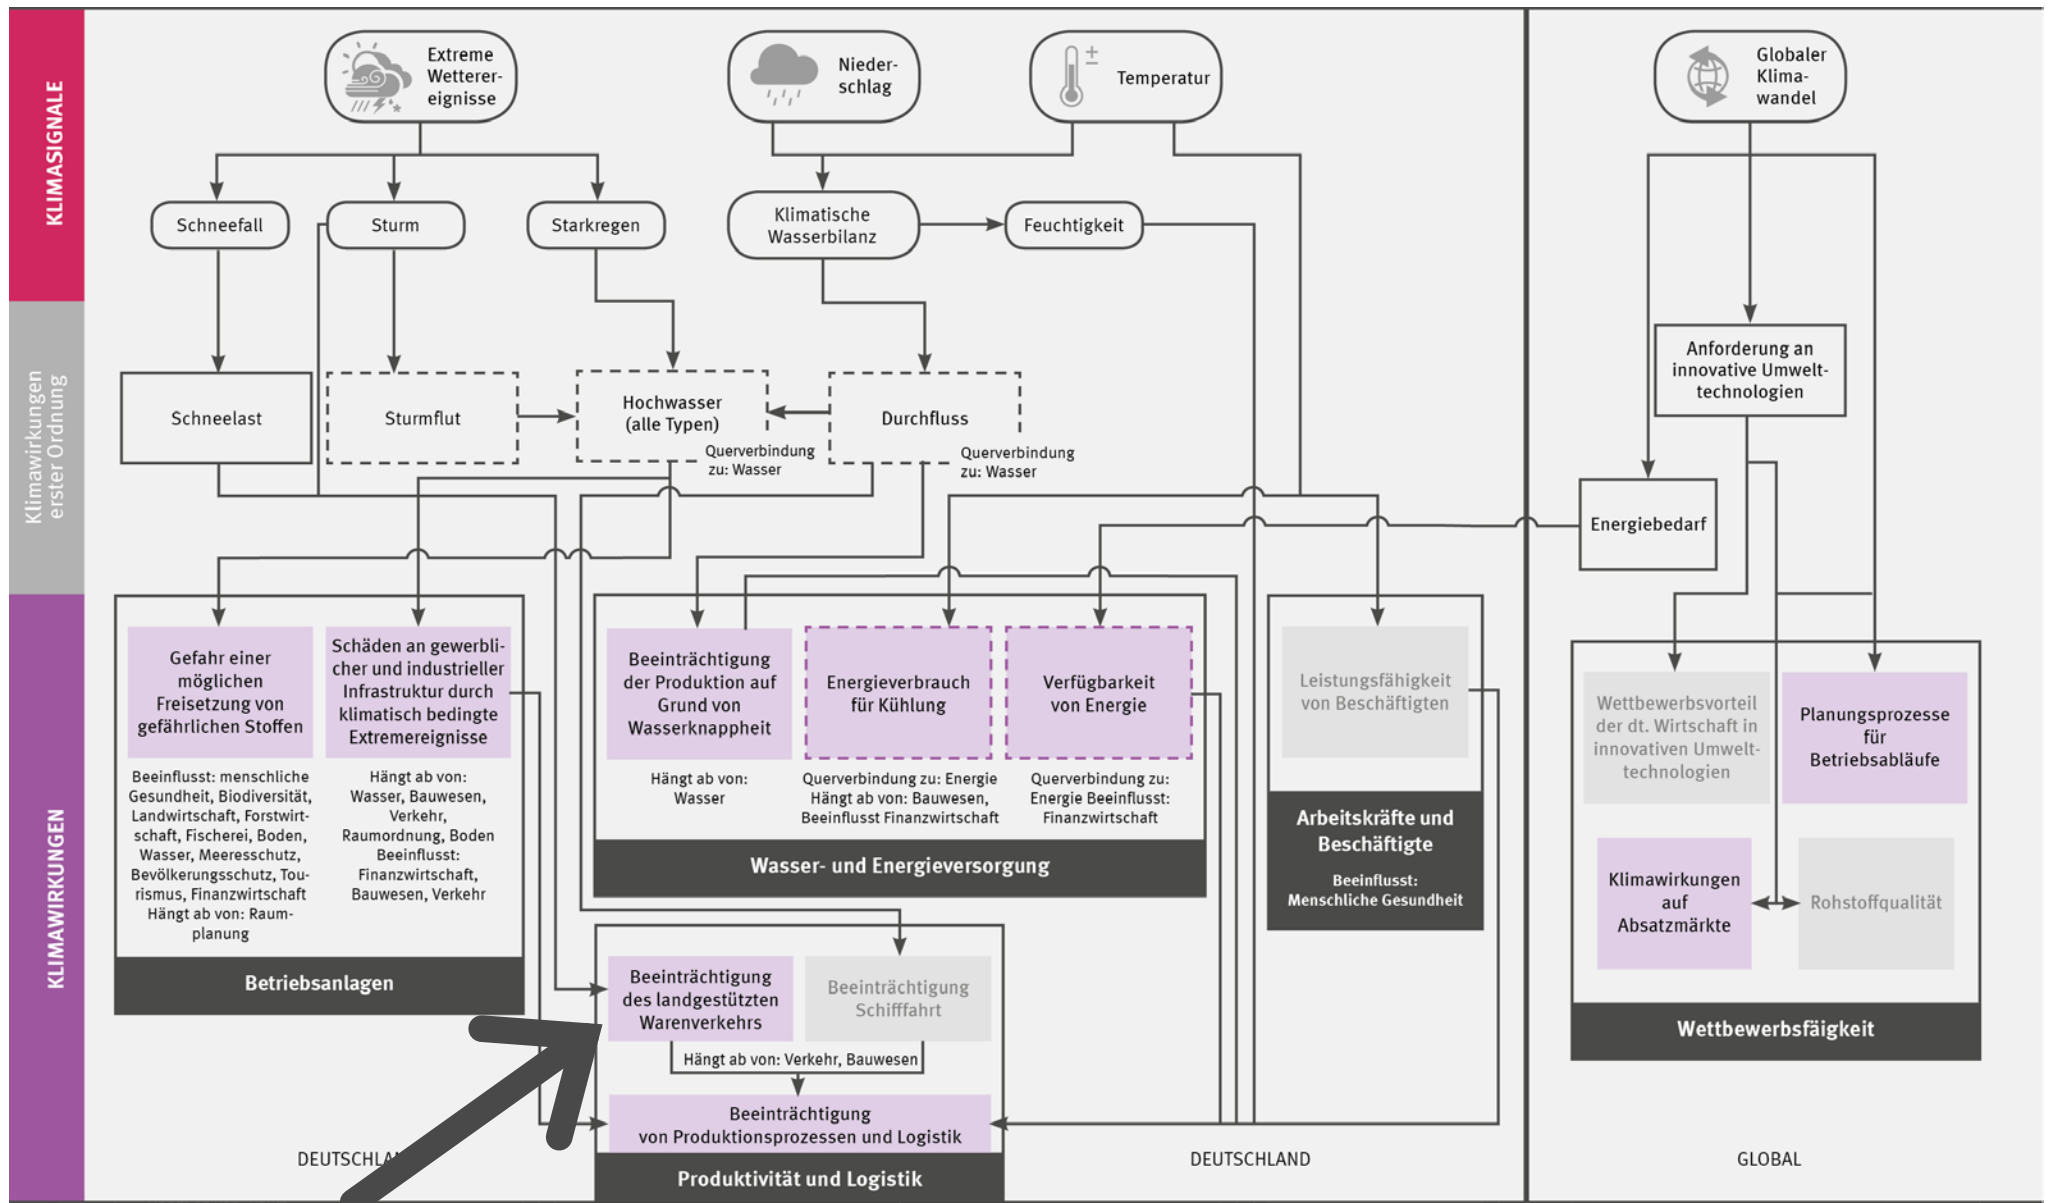 KLIMASIGNALE
Extreme
Wetterer-
eignisse
Nieder-
schlag
Temperatur
Globaler
Klima-
wandel
Schneefall
Sturm
Starkregen
Klimatische
Wasserbilanz
Feuchtigkeit
Klimawirkungen
erster Ordnung
Schneelast
Sturmflut
Hochwasser
(alle Typen)
Querverbindung
zu: Wasser
Durchfluss
Querverbindung
zu: Wasser
Anforderung an
innovative Umwelt-
technologien
Energiebedarf
KLIMAWIRKUNGEN
Gefahr einer
möglichen
Freisetzung von
gefährlichen Stoffen
Beeinflusst: menschliche
Gesundheit, Biodiversität,
Landwirtschaft, Forstwirt-
schaft, Fischerei, Boden,
Wasser, Meeresschutz,
Bevölkerungsschutz, Tou-
rismus, Finanzwirtschaft
Hängt ab von: Raum-
planung
Schäden an gewerbli-
cher und industrieller
Infrastruktur durch
klimatisch bedingte
Extremereignisse
Hängt ab von:
Wasser, Bauwesen,
Verkehr,
Raumordnung, Boden
Beeinflusst:
Finanzwirtschaft,
Bauwesen, Verkehr
Betriebsanlagen
Beeinträchtigung
der Produktion auf
Grund von
Wasserknappheit
Hängt ab von:
Wasser
Energieverbrauch
für Kühlung
Querverbindung zu: Energie
Hängt ab von: Bauwesen,
Beeinflusst Finanzwirtschaft
Verfügbarkeit
von Energie
Querverbindung zu:
Energie Beeinflusst:
Finanzwirtschaft
Wasser- und Energieversorgung
Leistungsfähigkeit
von Beschäftigten
Arbeitskräfte und
Beschäftigte
Beeinflusst:
Menschliche Gesundheit
Wettbewerbsvorteil
der dt. Wirtschaft in
innovativen Umwelt-
technologien
Planungsprozesse
für
Betriebsabläufe
Klimawirkungen
auf
Absatzmärkte
Rohstoffqualität
Wettbewerbsfäigkeit
Beeinträchtigung
des landgestützten
Warenverkehrs
Beeinträchtigung
Schifffahrt
Hängt ab von: Verkehr, Bauwesen
Beeinträchtigung
von Produktionsprozessen und Logistik
Produktivität und Logistik
DEUTSCHLAND
GLOBAL